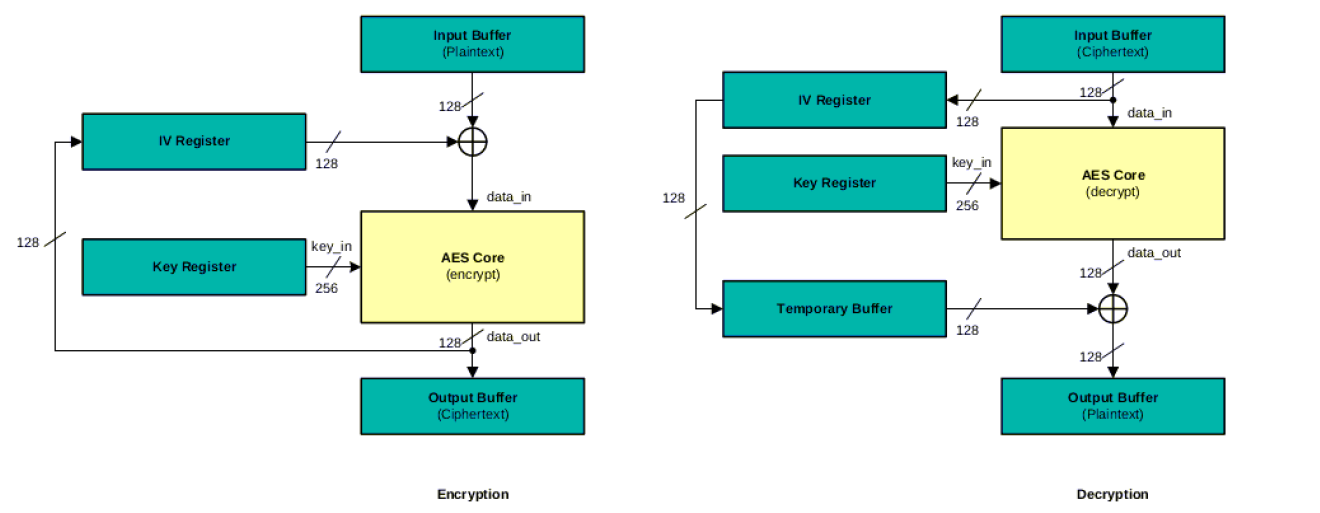 Input Buffer
(Plaintext)
128
IV Register
128
data_in
128
key_in
Key Register
256
AES Core
(encrypt)
128
data_out
Output Buffer
(Ciphertext)
Encryption
Input Buffer
(Ciphertext)
128
IV Register
128
data_in
key_in
Key Register
256
AES Core
(decrypt)
128
data_out
128
Temporary Buffer
128
128
Output Buffer
(Plaintext)
Decryption